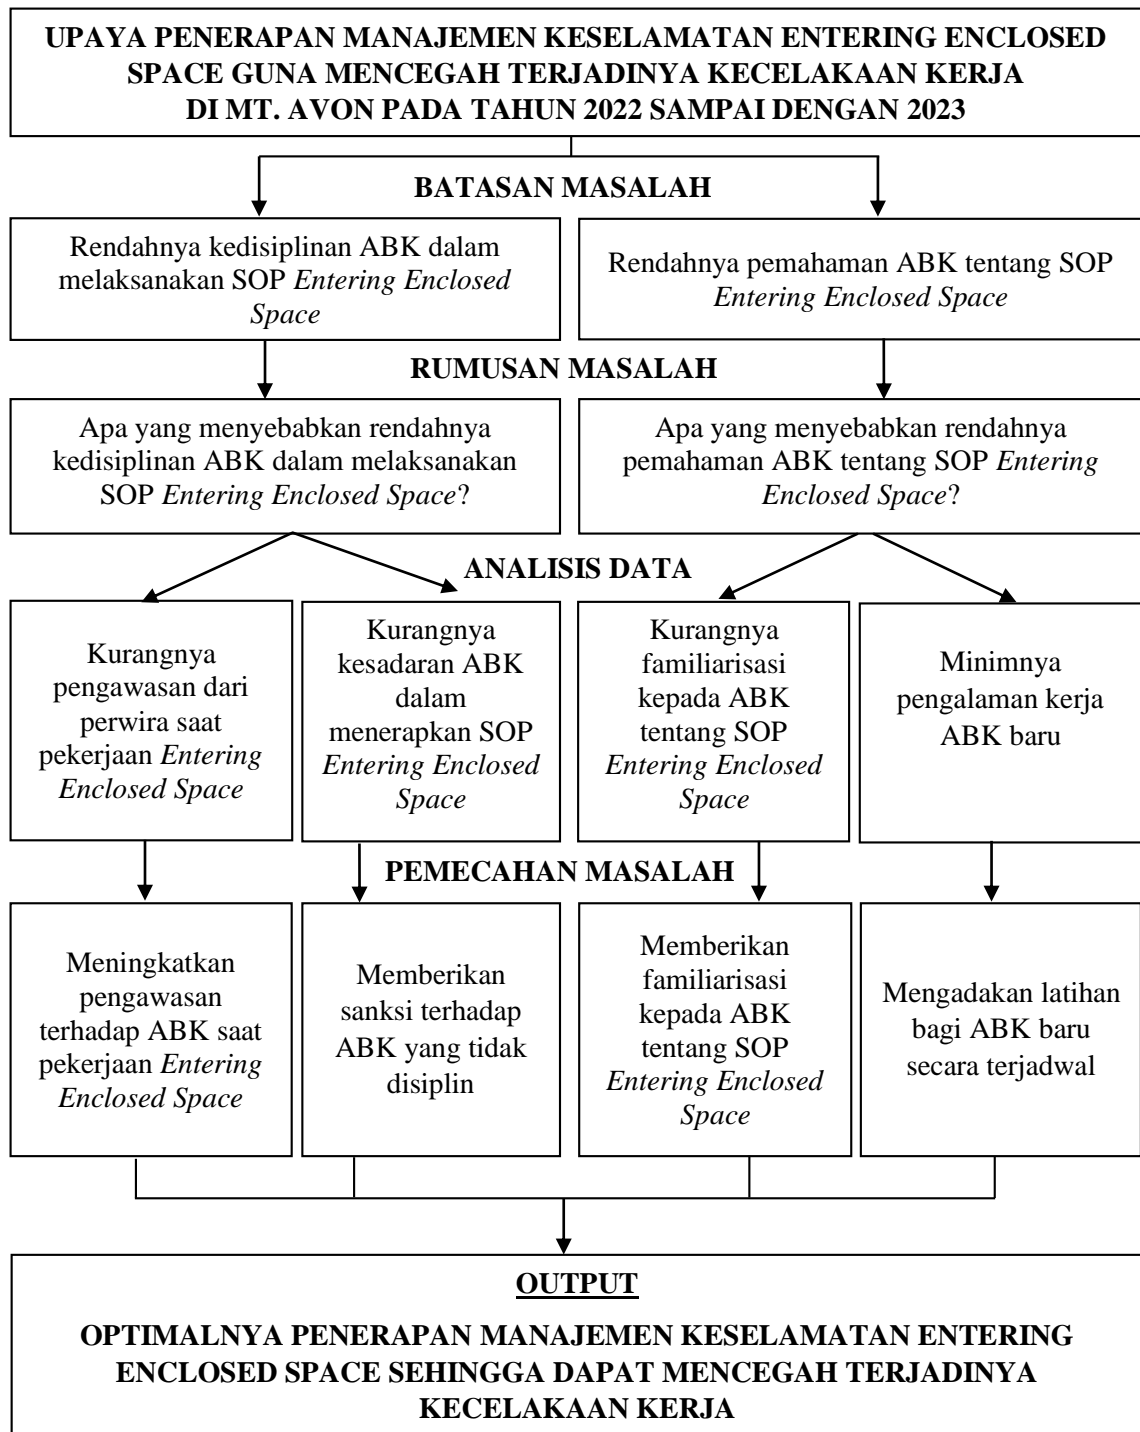 UPAYA PENERAPAN MANAJEMEN KESELAMATAN ENTERING ENCLOSED
SPACE GUNA MENCEGAH TERJADINYA KECELAKAAN KERJA
DI MT. AVON PADA TAHUN 2022 SAMPAI DENGAN 2023
BATASAN MASALAH
Rendahnya kedisiplinan ABK dalam
melaksanakan SOP Entering Enclosed
Space
Rendahnya pemahaman ABK tentang SOP
Entering Enclosed Space
RUMUSAN MASALAH
Apa yang menyebabkan rendahnya
kedisiplinan ABK dalam melaksanakan
SOP Entering Enclosed Space?
Apa yang menyebabkan rendahnya
pemahaman ABK tentang SOP Entering
Enclosed Space?
ANALISIS DATA
Kurangnya
pengawasan dari
perwira saat
pekerjaan Entering
Enclosed Space
Kurangnya
kesadaran ABK
dalam
menerapkan SOP
Entering Enclosed
Space
Kurangnya
familiarisasi
kepada ABK
tentang SOP
Entering Enclosed
Space
Minimnya
pengalaman kerja
ABK baru
PEMECAHAN MASALAH
Meningkatkan
pengawasan
terhadap ABK saat
pekerjaan Entering
Enclosed Space
Memberikan
sanksi terhadap
ABK yang tidak
disiplin
Memberikan
familiarisasi
kepada ABK
tentang SOP
Entering Enclosed
Space
Mengadakan latihan
bagi ABK baru
secara terjadwal
OUTPUT
OPTIMALNYA PENERAPAN MANAJEMEN KESELAMATAN ENTERING
ENCLOSED SPACE SEHINGGA DAPAT MENCEGAH TERJADINYA
KECELAKAAN KERJA